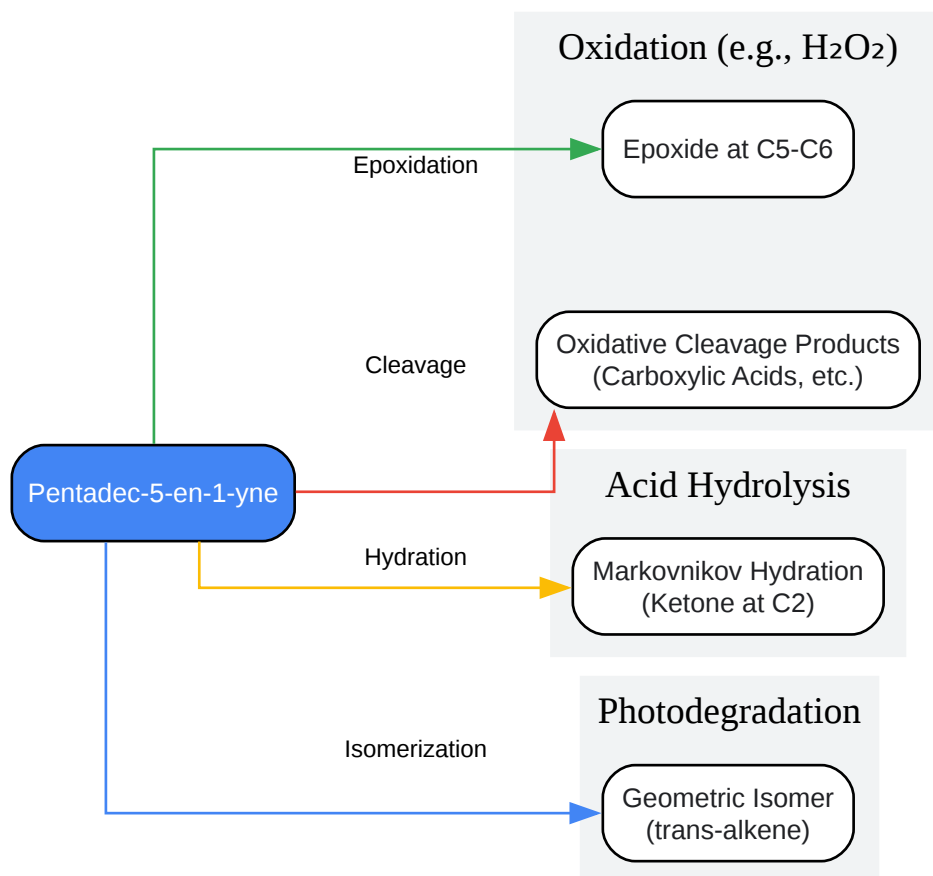 Oxidation (e.g., H₂O₂)
Epoxide at C5-C6
Epoxidation
Oxidative Cleavage Products
(Carboxylic Acids, etc.)
Cleavage
Pentadec-5-en-1-yne
Acid Hydrolysis
Hydration
Markovnikov Hydration
(Ketone at C2)
Photodegradation
Isomerization
Geometric Isomer
(trans-alkene)